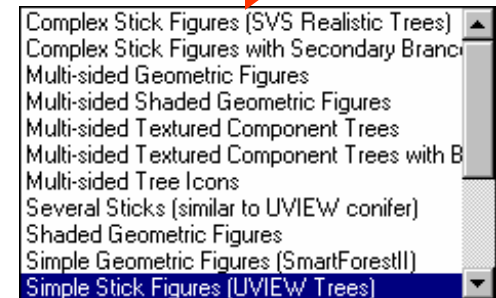 Complex Stick Figures (SVS Realistic Trees)
Complex Stick Figures with Secondary Branc
Multi-sided Geometric Figures
Multi-sided Shaded Geometric Figures
Multi-sided Textured Component Trees
Multi-sided Textured Component Trees with B
Multi-sided Tree Icons
Several Sticks (similar to UVIEW conifer)
Shaded Geometric Figures
Simple Geometric Figures (SmartForestII)
Simple Stick Figures (UVIEW Trees)